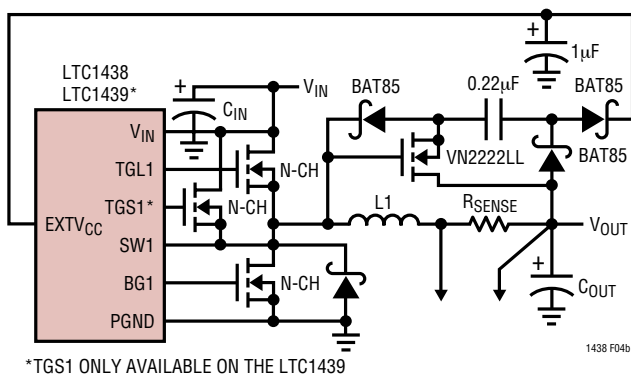 +
1μF
LTC1438
LTC1439*
+
C_IN
V_IN
BAT85
0.22μF
BAT85
V_IN
TGL1
N-CH
VN2222LL
BAT85
TGS1*
N-CH
EXTV_CC
L1
R_SENSE
V_OUT
SW1
BG1
N-CH
+
C_OUT
PGND
1438 F04b
*TGS1 ONLY AVAILABLE ON THE LTC1439